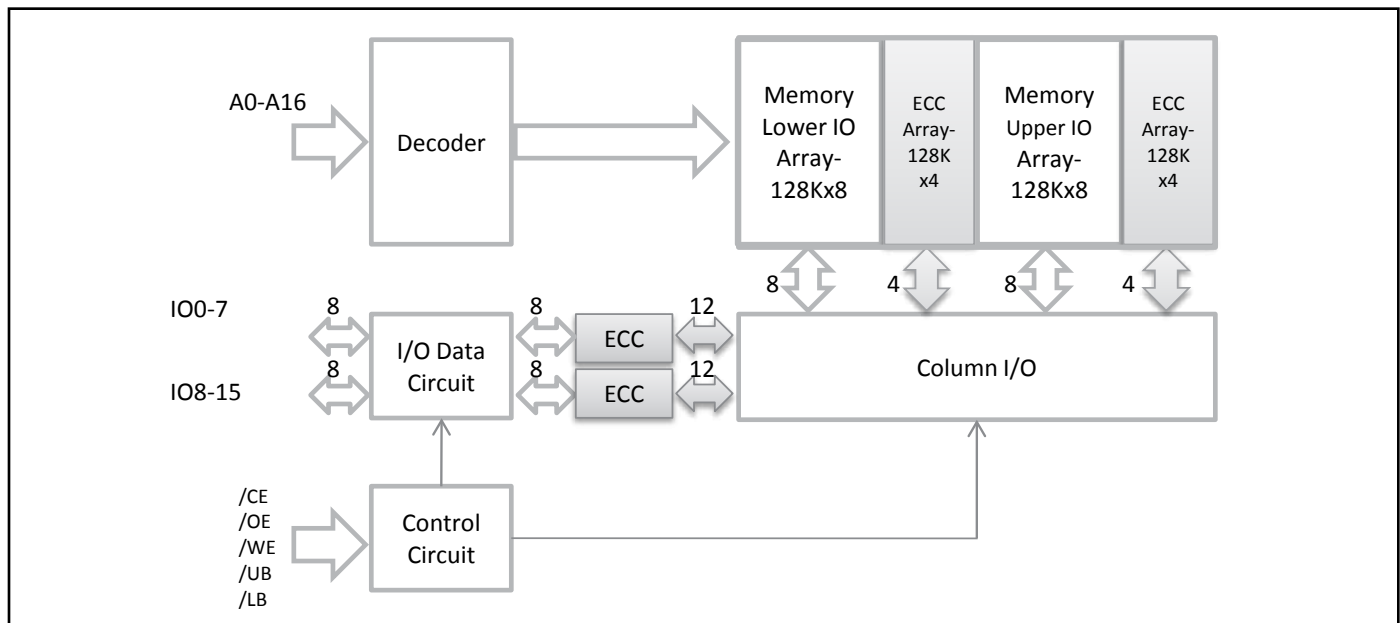 A0-A16
Decoder
Memory
Lower IO
Array-
128Kx8
ECC
Array-
128K
x4
Memory
Upper IO
Array-
128Kx8
ECC
Array-
128K
x4
8
4
8
4
IO0-7
8
8
12
ECC
I/O Data
Circuit
Column I/O
IO8-15
8
8
12
ECC
/CE
/OE
/WE
/UB
/LB
Control
Circuit